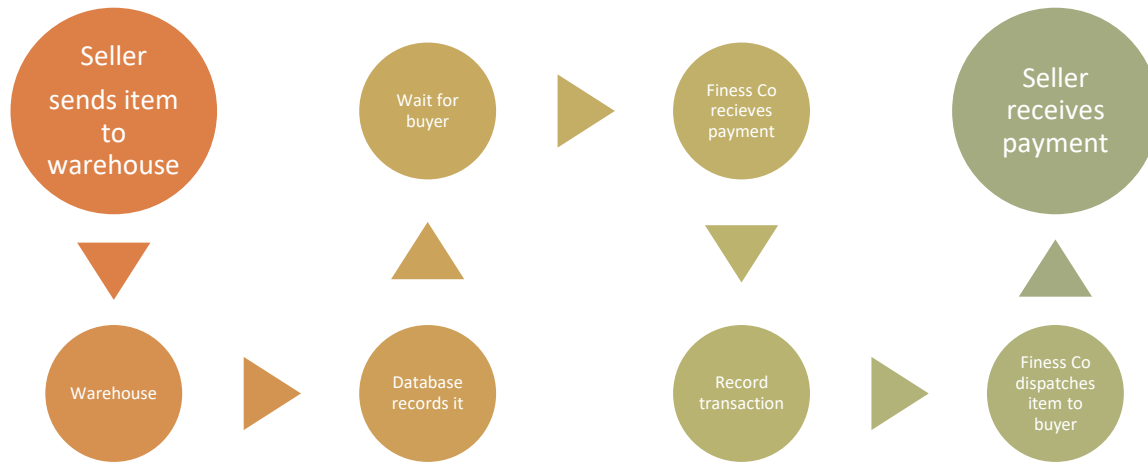 Seller
sends item
to
warehouse
Warehouse
Database
records it
Wait for
buyer
Finess Co
recieves
payment
Record
transaction
Finess Co
dispatches
item to
buyer
Seller
receives
payment